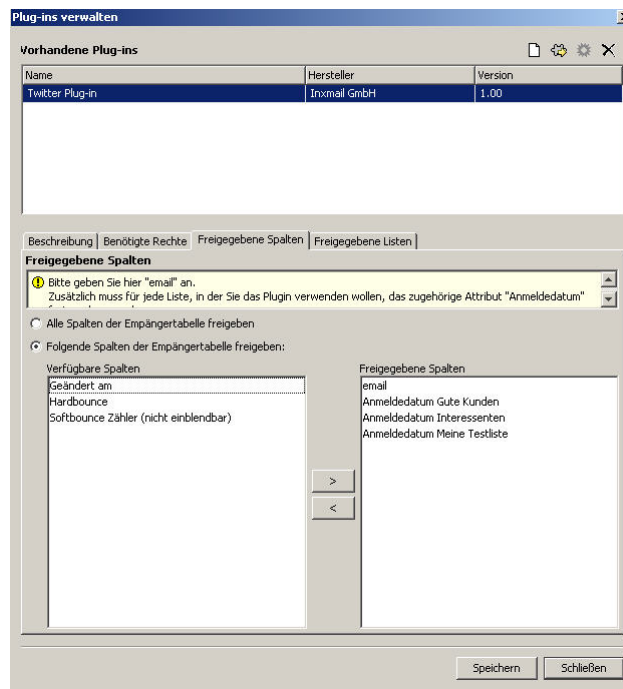 Plug-ins verwalten
Vorhandene Plug-ins
Name Hersteller Version
Twitter Plug-in Inxmail GmbH 1.00
Beschreibung Benötigte Rechte Freigegebene Spalten Freigegebene Listen
Freigegebene Spalten
Bitte geben Sie hier "email" an.
Zusätzlich muss für jede Liste, in der Sie das Plugin verwenden wollen, das zugehörige Attribut "Anmeldedatum"
Alle Spalten der Empängertabelle freigeben
Folgende Spalten der Empängertabelle freigeben:
Verfügbare Spalten Freigegebene Spalten
Geändert am email
Hardbounce Anmeldedatum Gute Kunden
Softbounce Zähler (nicht einblendbar) Anmeldedatum Interessenten
Anmeldedatum Meine Testliste
>
<
Speichern Schließen